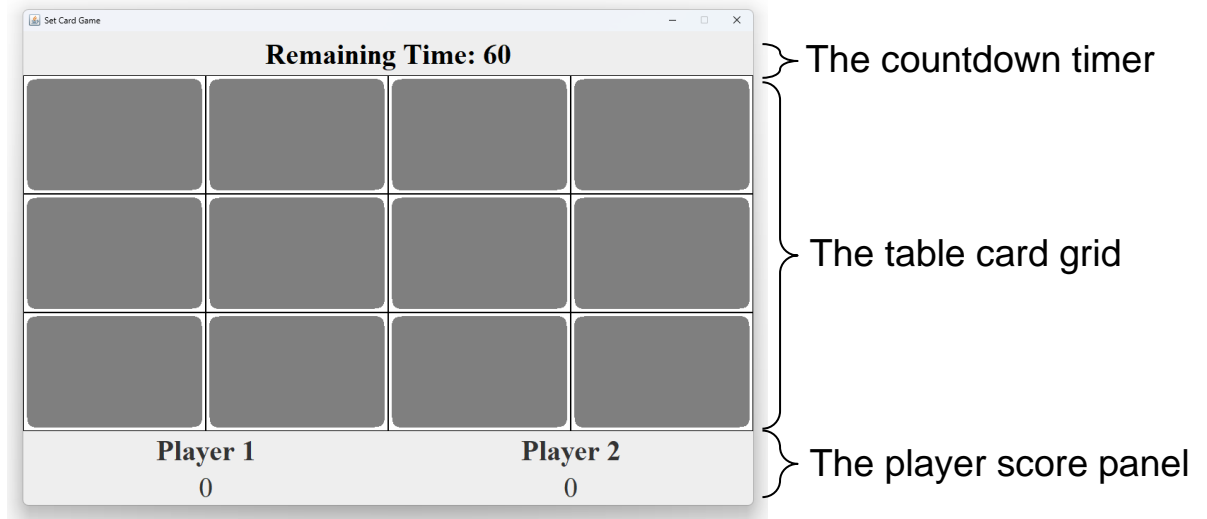 Set Card Game
Remaining Time: 60
The countdown timer
The table card grid
Player 1
Player 2
0
0
The player score panel